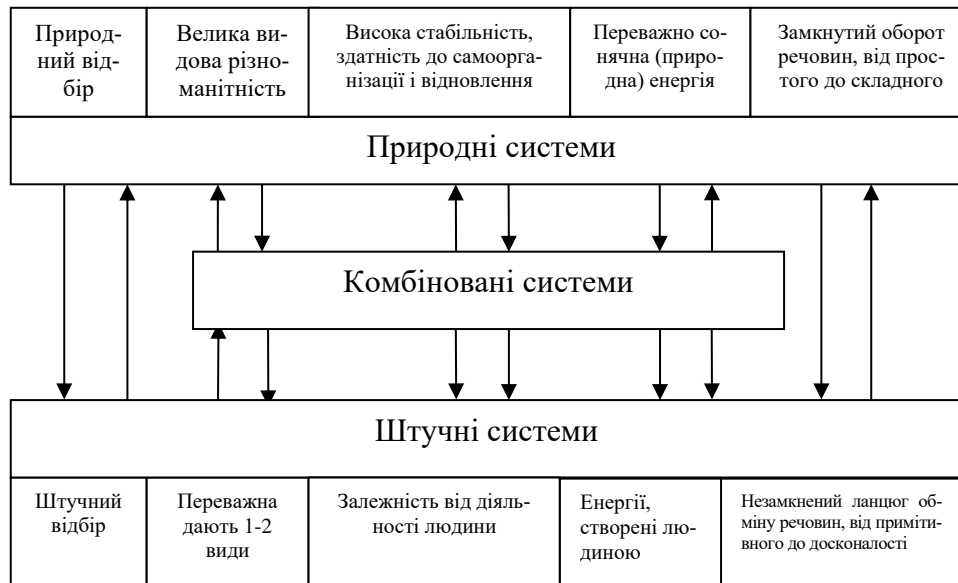 Природ-
ний від-
бір
Велика ви-
дова різно-
манітність
Висока стабільність,
здатність до самоорга-
нізації і відновлення
Переважно со-
нячна (природ-
на) енергія
Замкнутий оборот
речовин, від прос-
того до складного
Природні системи
Комбіновані системи
Штучні системи
Штучний
відбір
Переважна
дають 1-2
види
Залежність від діяль-
ності людини
Енергії,
створені лю-
диною
Незамкнений ланцюг об-
міну речовин, від приміти-
вного до досконалості